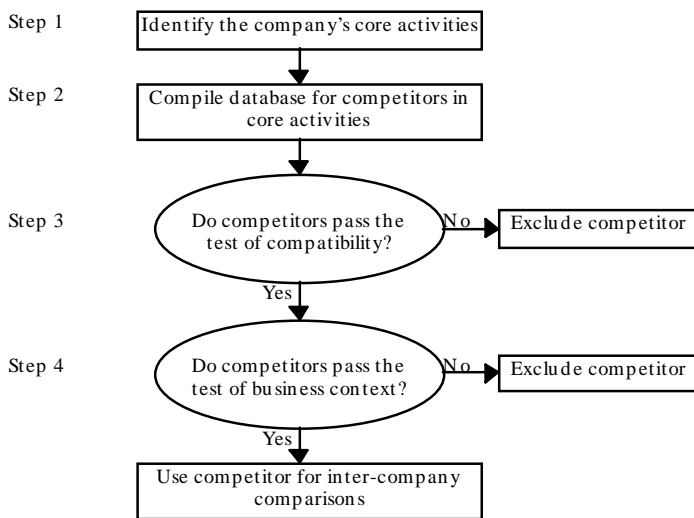 Step 1
Identify the company's core activities
Step 2
Compile database for competitors in
core activities
Step 3
Do competitors pass the
test of compatibility?
No
Exclude competitor
Yes
Step 4
Do competitors pass the
test of business context?
No
Exclude competitor
Yes
Use competitor for inter-company
comparisons